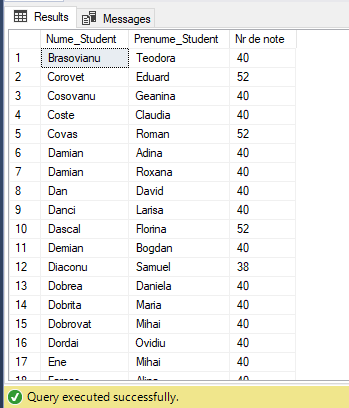 Results Messages
Nume_Student Prenume_Student Nr de note
1 Brasovianu Teodora 40
2 Corovet Eduard 52
3 Cosovanu Geanina 40
4 Coste Claudia 40
5 Covas Roman 52
6 Damian Adina 40
7 Damian Roxana 40
8 Dan David 40
9 Danci Larisa 40
10 Dascal Florina 52
11 Demian Bogdan 40
12 Diaconu Samuel 38
13 Dobrea Daniela 40
14 Dobrita Maria 40
15 Dobrovat Mihai 40
16 Dordai Ovidiu 40
17 Ene Mihai 40
18 40
Query executed successfully.